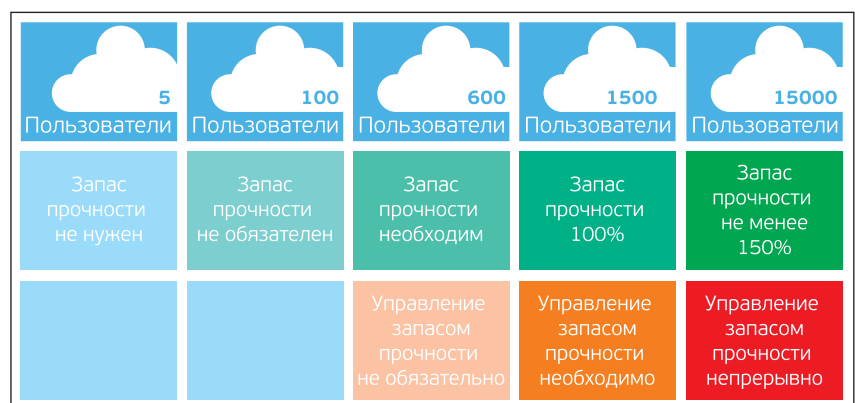 5
Пользователи
100
Пользователи
600
Пользователи
1500
Пользователи
15000
Пользователи
Запас
прочности
не нужен
Запас
прочности
не обязателен
Запас
прочности
необходим
Запас
прочности
100%
Запас
прочности
не менее
150%
Управление
запасом
прочности
не обязательно
Управление
запасом
прочности
необходимо
Управление
запасом
прочности
непрерывно